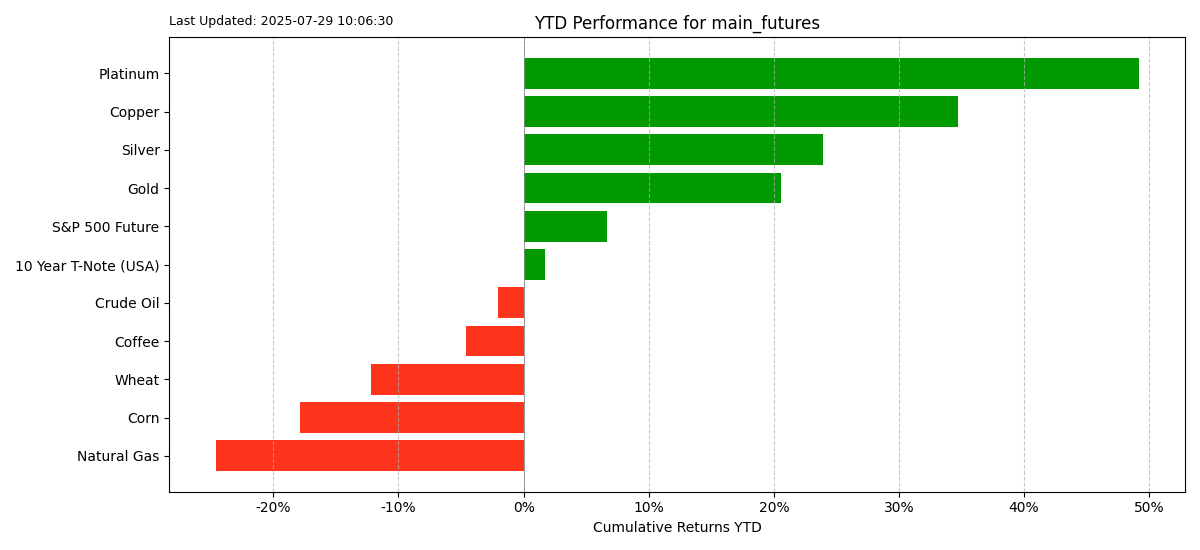 Last Updated: 2025-07-29 10:06:30
YTD Performance for main_futures
Platinum
Copper
Silver
Gold
S&P 500 Future
10 Year T-Note (USA)
Crude Oil
Coffee
Wheat
Corn
Natural Gas
-20% -10% 0% 10% 20% 30% 40% 50%
Cumulative Returns YTD